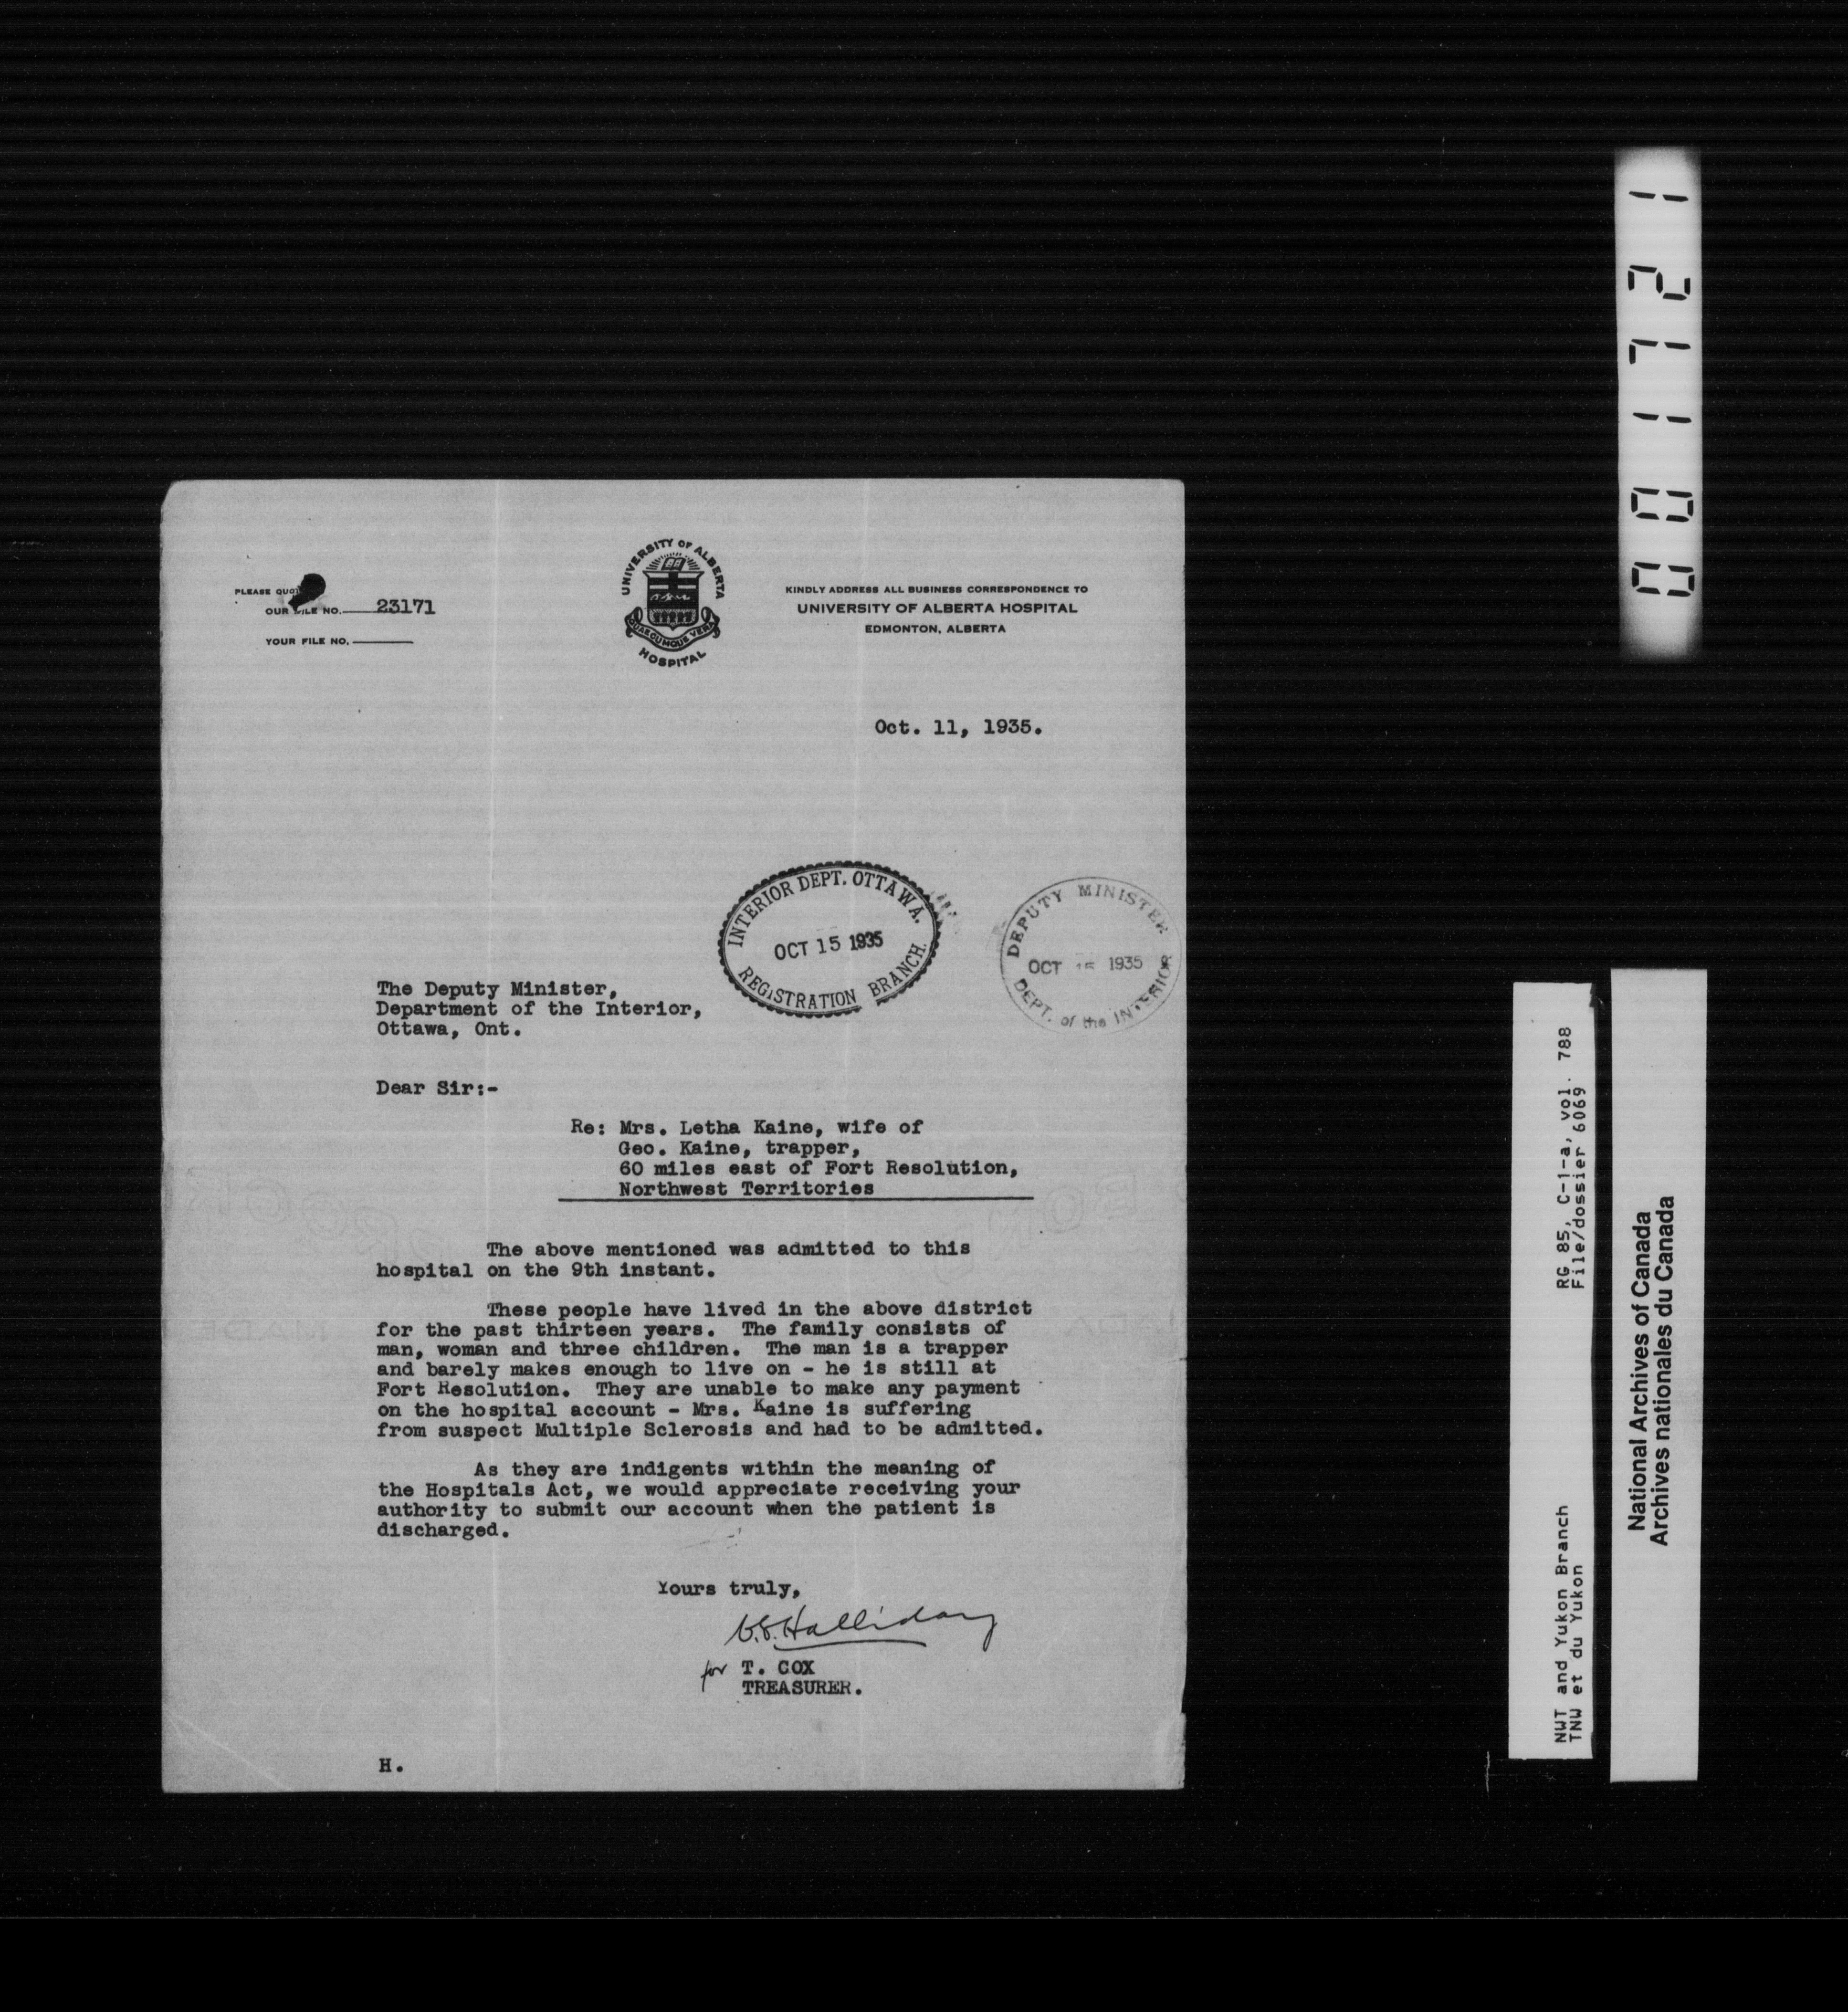 PLEASE QUOTE
OUR FILE NO. 23171
YOUR FILE NO.
UNIVERSITY OF ALBERTA
QUAECUMQUE VERA
HOSPITAL
KINDLY ADDRESS ALL BUSINESS CORRESPONDENCE TO
UNIVERSITY OF ALBERTA HOSPITAL
EDMONTON, ALBERTA
Oct. 11, 1935.
INTERIOR DEPT. OTTAWA.
OCT 15 1935
REGISTRATION BRANCH.
DEPUTY MINISTER
OCT 15 1935
DEPT. of the INTERIOR
The Deputy Minister,
Department of the Interior,
Ottawa, Ont.
Dear Sir:-
Re: Mrs. Letha Kaine, wife of
Geo. Kaine, trapper,
60 miles east of Fort Resolution,
Northwest Territories
The above mentioned was admitted to this
hospital on the 9th instant.
These people have lived in the above district
for the past thirteen years. The family consists of
man, woman and three children. The man is a trapper
and barely makes enough to live on - he is still at
Fort Resolution. They are unable to make any payment
on the hospital account - Mrs. Kaine is suffering
from suspect Multiple Sclerosis and had to be admitted.
As they are indigents within the meaning of
the Hospitals Act, we would appreciate receiving your
authority to submit our account when the patient is
discharged.
Yours truly,
Halliday
for T. COX
TREASURER.
H.
001721
NWT and Yukon Branch RG 85, C-1-a, vol. 788
TNW et du Yukon File/dossier 6069
National Archives of Canada
Archives nationales du Canada